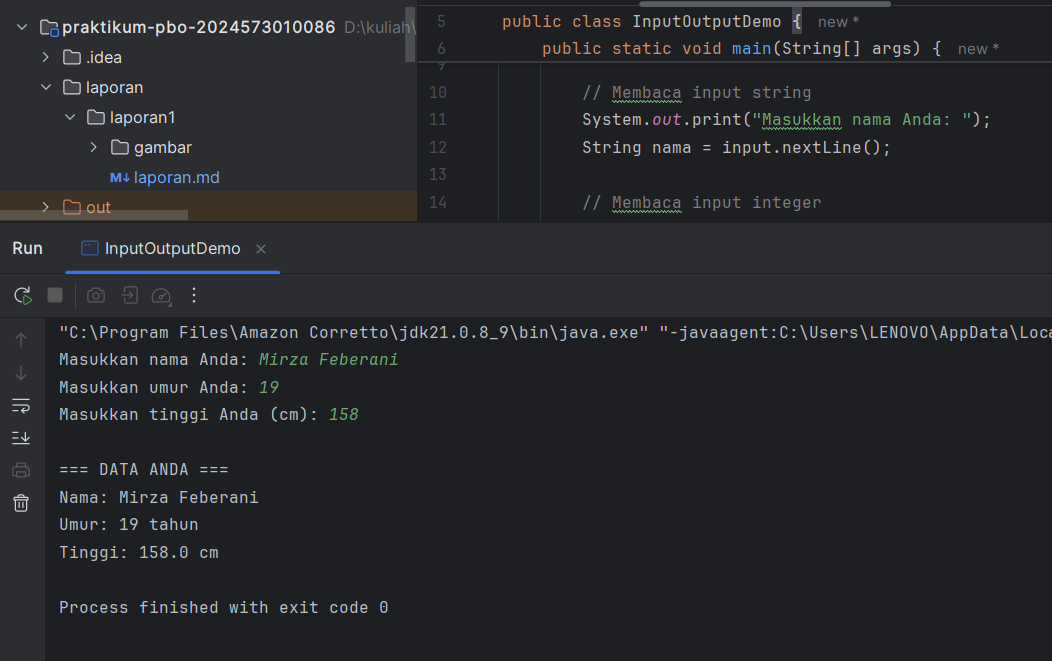 praktikum-pbo-2024573010086 D:\kuliah\
.idea
laporan
laporan1
gambar
M↓ laporan.md
out
5 public class InputOutputDemo { new *
6 public static void main(String[] args) { new *
9
10 // Membaca input string
11 System.out.print("Masukkan nama Anda: ");
12 String nama = input.nextLine();
13
14 // Membaca input integer
Run InputOutputDemo
"C:\Program Files\Amazon Corretto\jdk21.0.8_9\bin\java.exe" "-javaagent:C:\Users\LENOVO\AppData\Loca
Masukkan nama Anda: Mirza Feberani
Masukkan umur Anda: 19
Masukkan tinggi Anda (cm): 158
=== DATA ANDA ===
Nama: Mirza Feberani
Umur: 19 tahun
Tinggi: 158.0 cm
Process finished with exit code 0